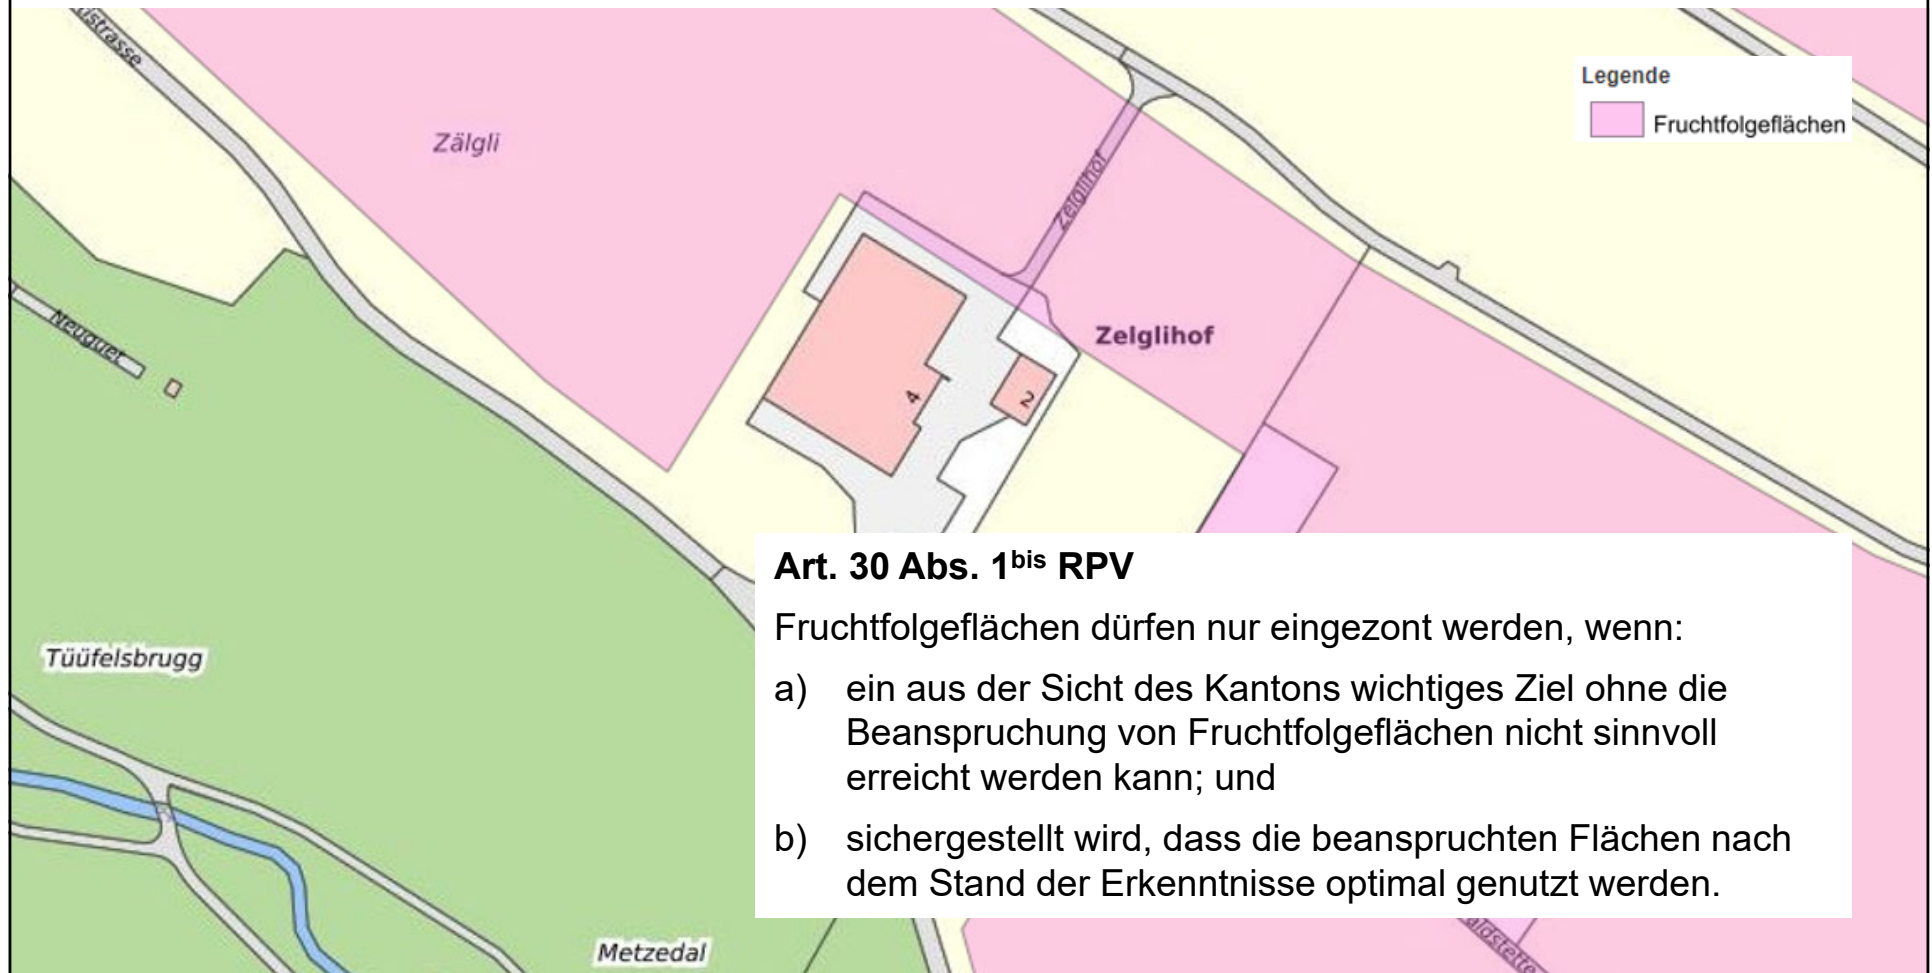 Legende
Fruchtfolgeflächen
Zälgli
Zelglihof
Zelglihof
Neuguet
4
2
Art. 30 Abs. 1bis RPV
Fruchtfolgeflächen dürfen nur eingezont werden, wenn:
a) ein aus der Sicht des Kantons wichtiges Ziel ohne die
Beanspruchung von Fruchtfolgeflächen nicht sinnvoll
erreicht werden kann; und
b) sichergestellt wird, dass die beanspruchten Flächen nach
dem Stand der Erkenntnisse optimal genutzt werden.
Tüüfelsbrugg
Metzedal